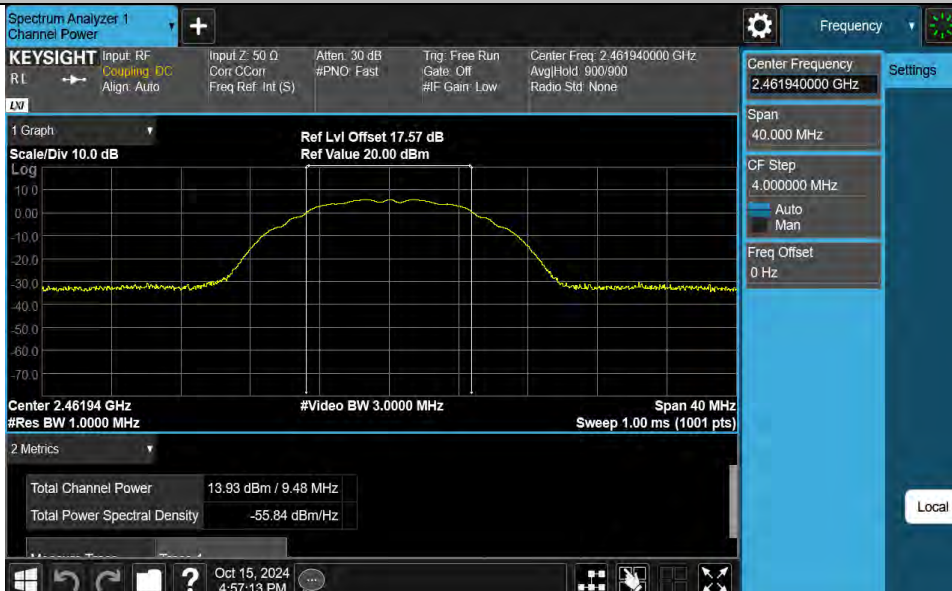 Spectrum Analyzer 1
Channel Power
Frequency
KEYSIGHT Input: RF Input Z: 50 Ω Atten: 30 dB Trig: Free Run Center Freq: 2.461940000 GHz
R L Coupling: DC Corr CCorr #PNO: Fast Gate: Off Avg|Hold: 900/900
Align: Auto Freq Ref: Int (S) #IF Gain: Low Radio Std: None
LXI
Center Frequency
2.461940000 GHz
Settings
Span
40.000 MHz
CF Step
4.000000 MHz
Auto
Man
Freq Offset
0 Hz
Local
1 Graph
Scale/Div 10.0 dB
Ref Lvl Offset 17.57 dB
Ref Value 20.00 dBm
Log
10.0
0.00
-10.0
-20.0
-30.0
-40.0
-50.0
-60.0
-70.0
Center 2.46194 GHz #Video BW 3.0000 MHz Span 40 MHz
#Res BW 1.0000 MHz Sweep 1.00 ms (1001 pts)
2 Metrics
Total Channel Power 13.93 dBm / 9.48 MHz
Total Power Spectral Density -55.84 dBm/Hz
?
Oct 15, 2024
4:57:13 PM